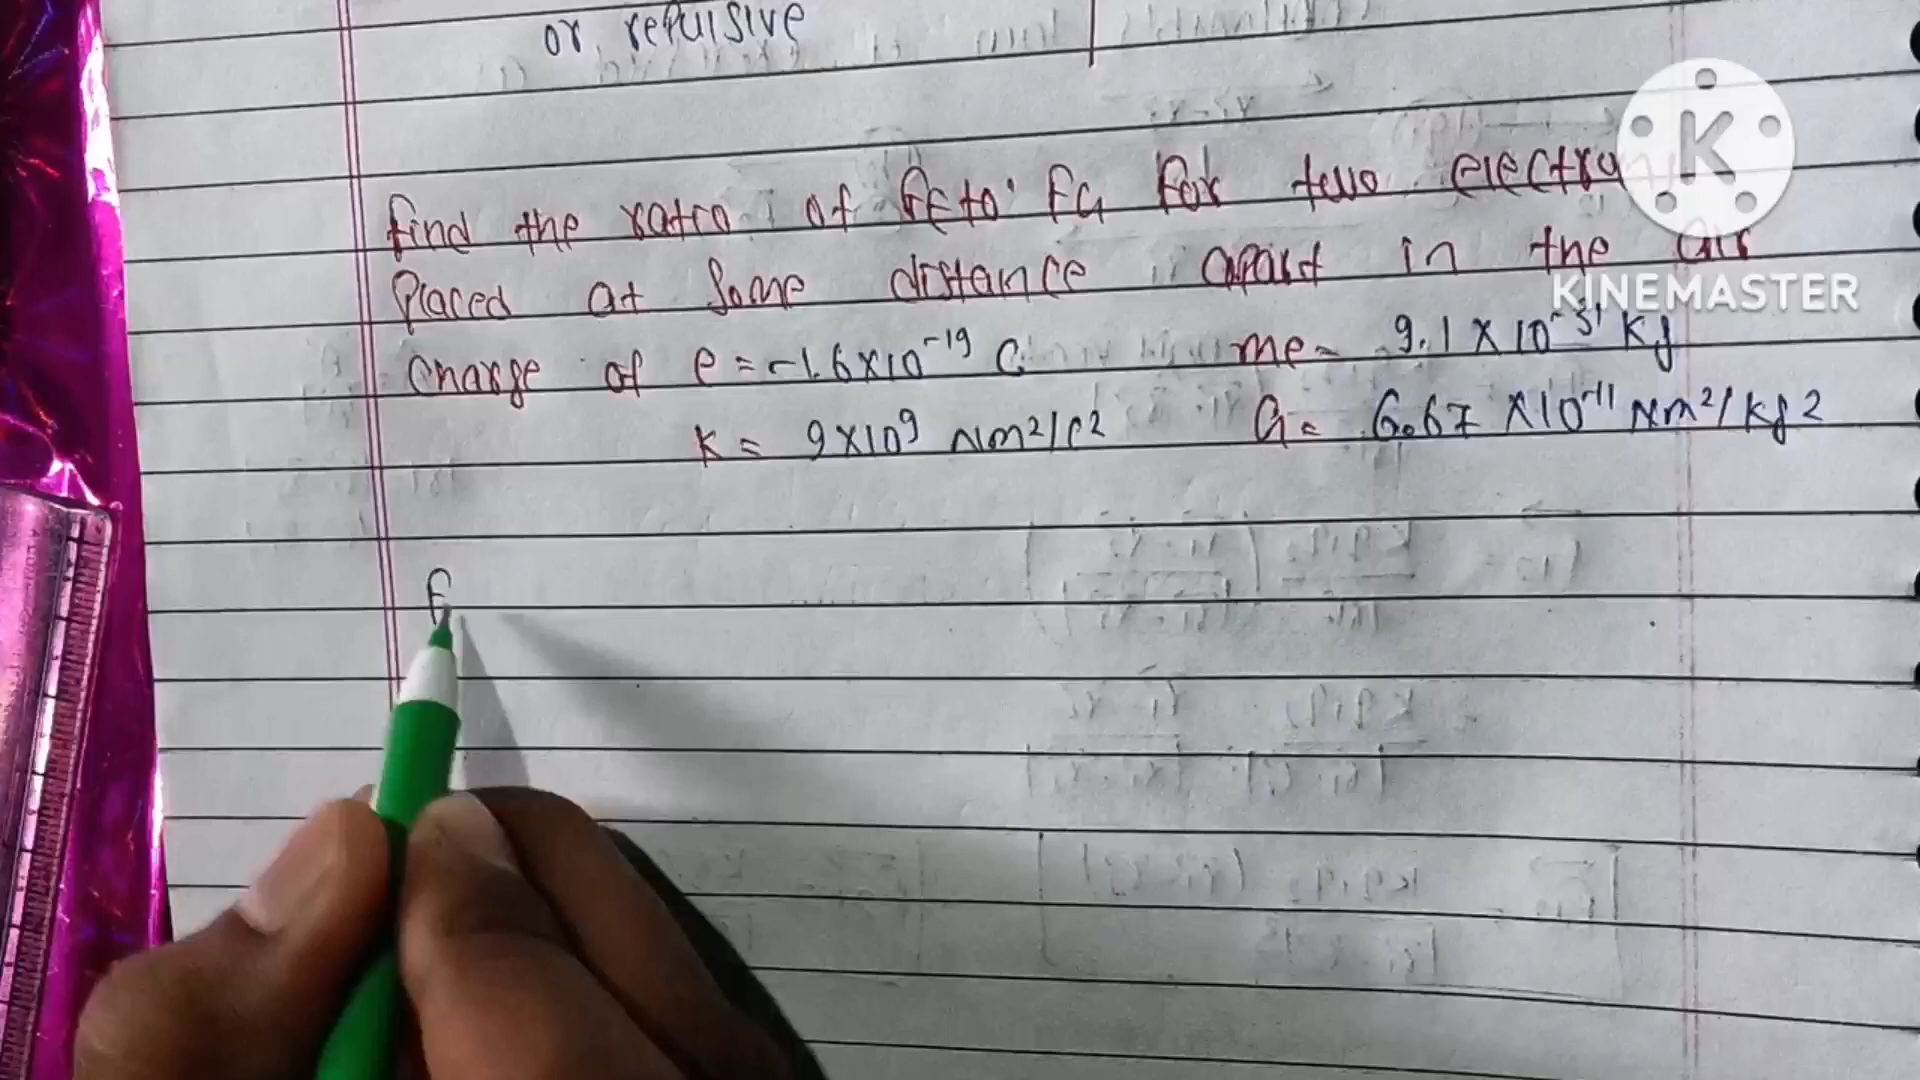 or repulsive
find the ratio of FE to FG For two electron
Placed at Some distance apart in the air
Charge of e = -1.6 × 10⁻¹⁹ C me = 9.1 × 10⁻³¹ Kg
K = 9 × 10⁹ Nm²/C² G = 6.67 × 10⁻¹¹ Nm²/Kg²
F
K
KINEMASTER